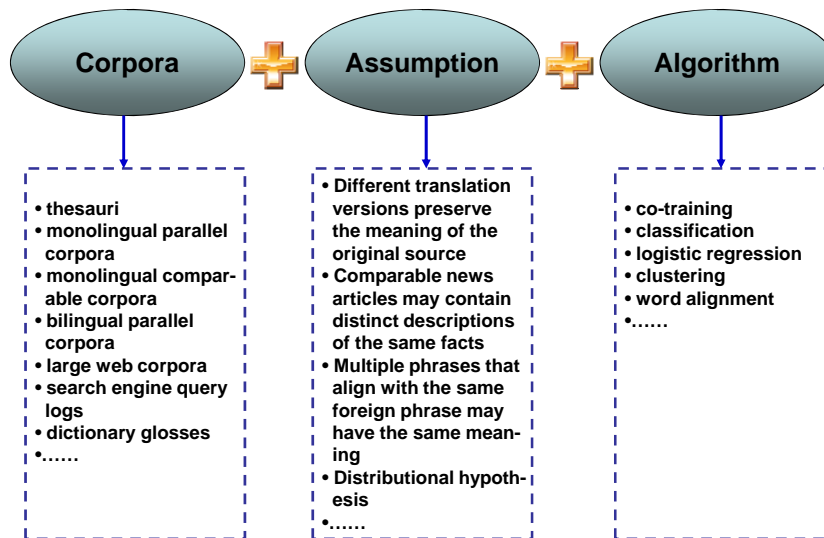 Corpora
Assumption
Algorithm
• thesauri
• monolingual parallel
corpora
• monolingual compar-
able corpora
• bilingual parallel
corpora
• large web corpora
• search engine query
logs
• dictionary glosses
•……
• Different translation
versions preserve
the meaning of the
original source
• Comparable news
articles may contain
distinct descriptions
of the same facts
• Multiple phrases that
align with the same
foreign phrase may
have the same mean-
ing
• Distributional hypoth-
esis
•……
• co-training
• classification
• logistic regression
• clustering
• word alignment
•……